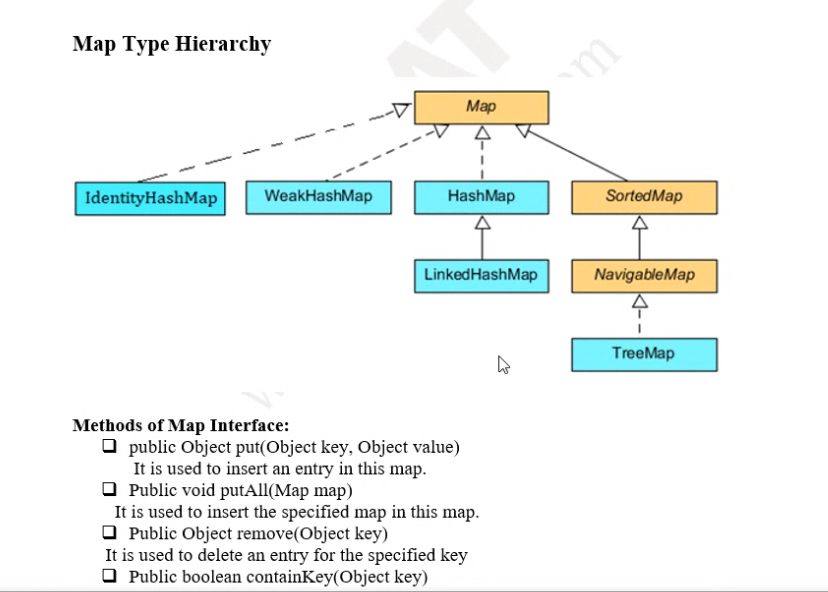 Map Type Hierarchy
Map
IdentityHashMap
WeakHashMap
HashMap
SortedMap
LinkedHashMap
NavigableMap
TreeMap
Methods of Map Interface:
❑ public Object put(Object key, Object value)
It is used to insert an entry in this map.
❑ Public void putAll(Map map)
It is used to insert the specified map in this map.
❑ Public Object remove(Object key)
It is used to delete an entry for the specified key
❑ Public boolean containKey(Object key)